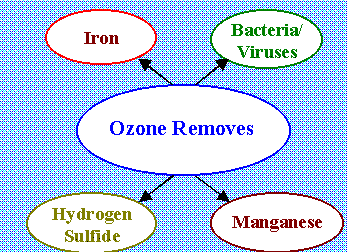 Iron
Bacteria/
Viruses
Ozone Removes
Hydrogen
Sulfide
Manganese